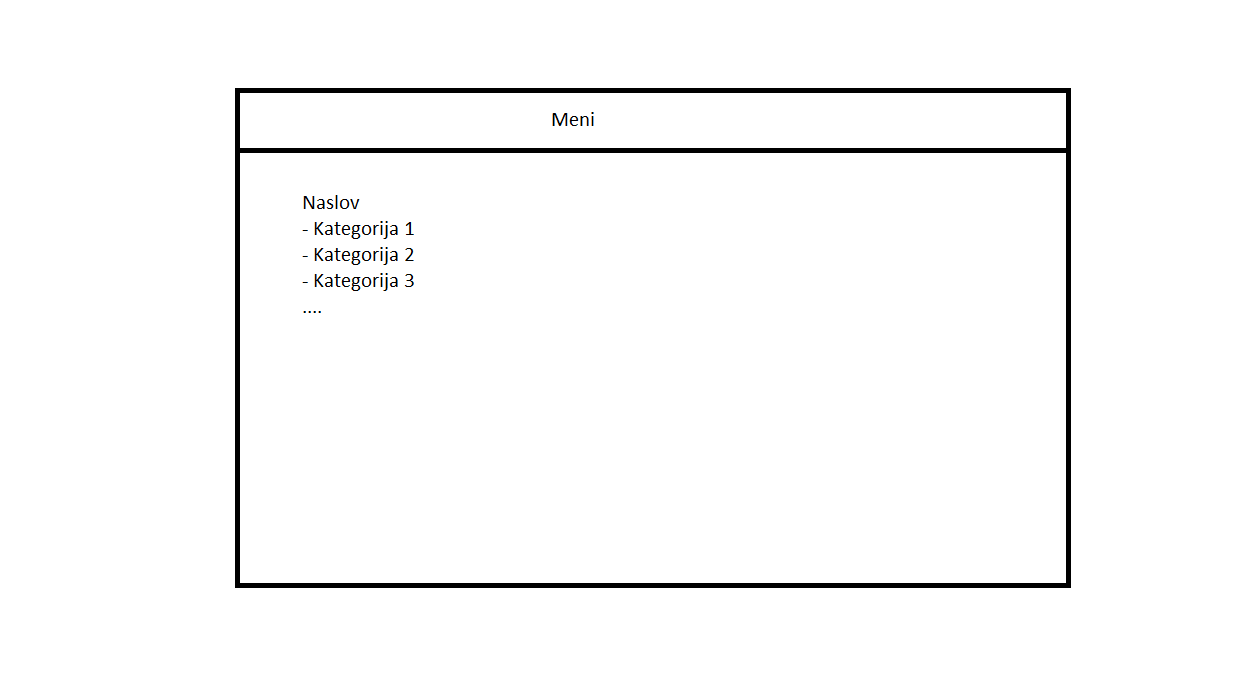 Meni
Naslov
- Kategorija 1
- Kategorija 2
- Kategorija 3
....